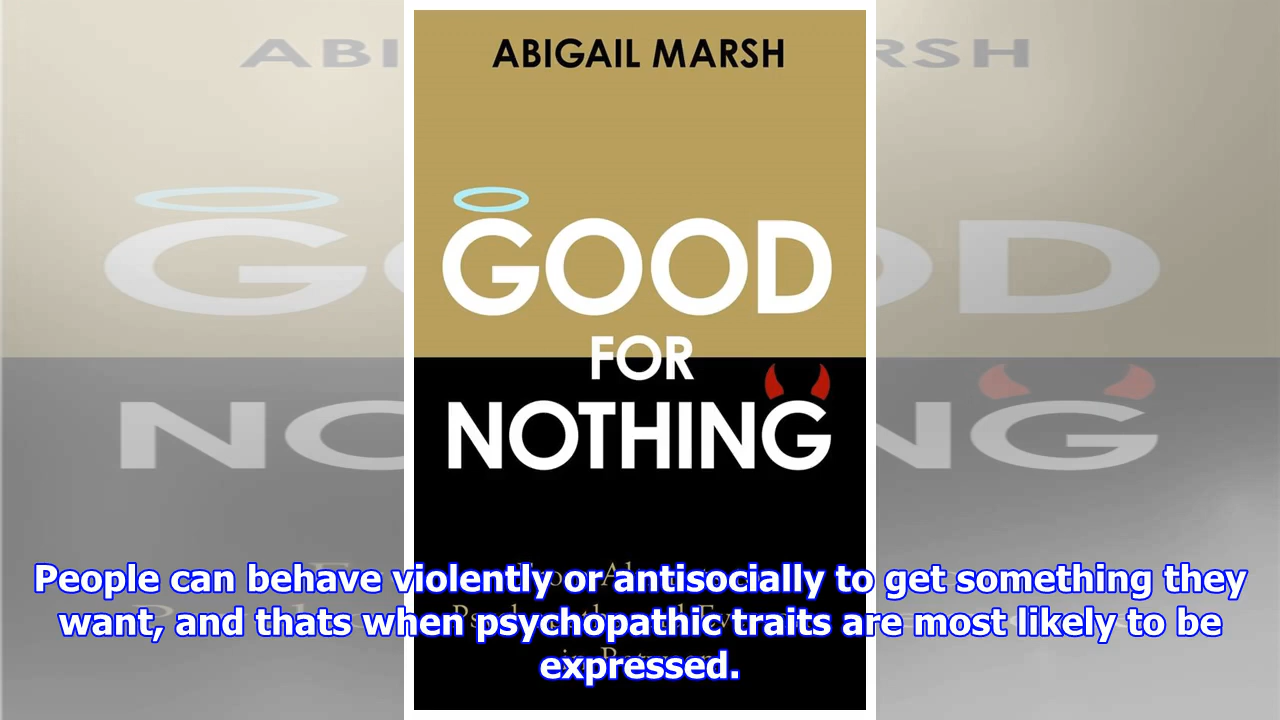 ABIGAIL MARSH
GOOD
FOR
NOTHING
People can behave violently or antisocially to get something they
want, and thats when psychopathic traits are most likely to be
expressed.